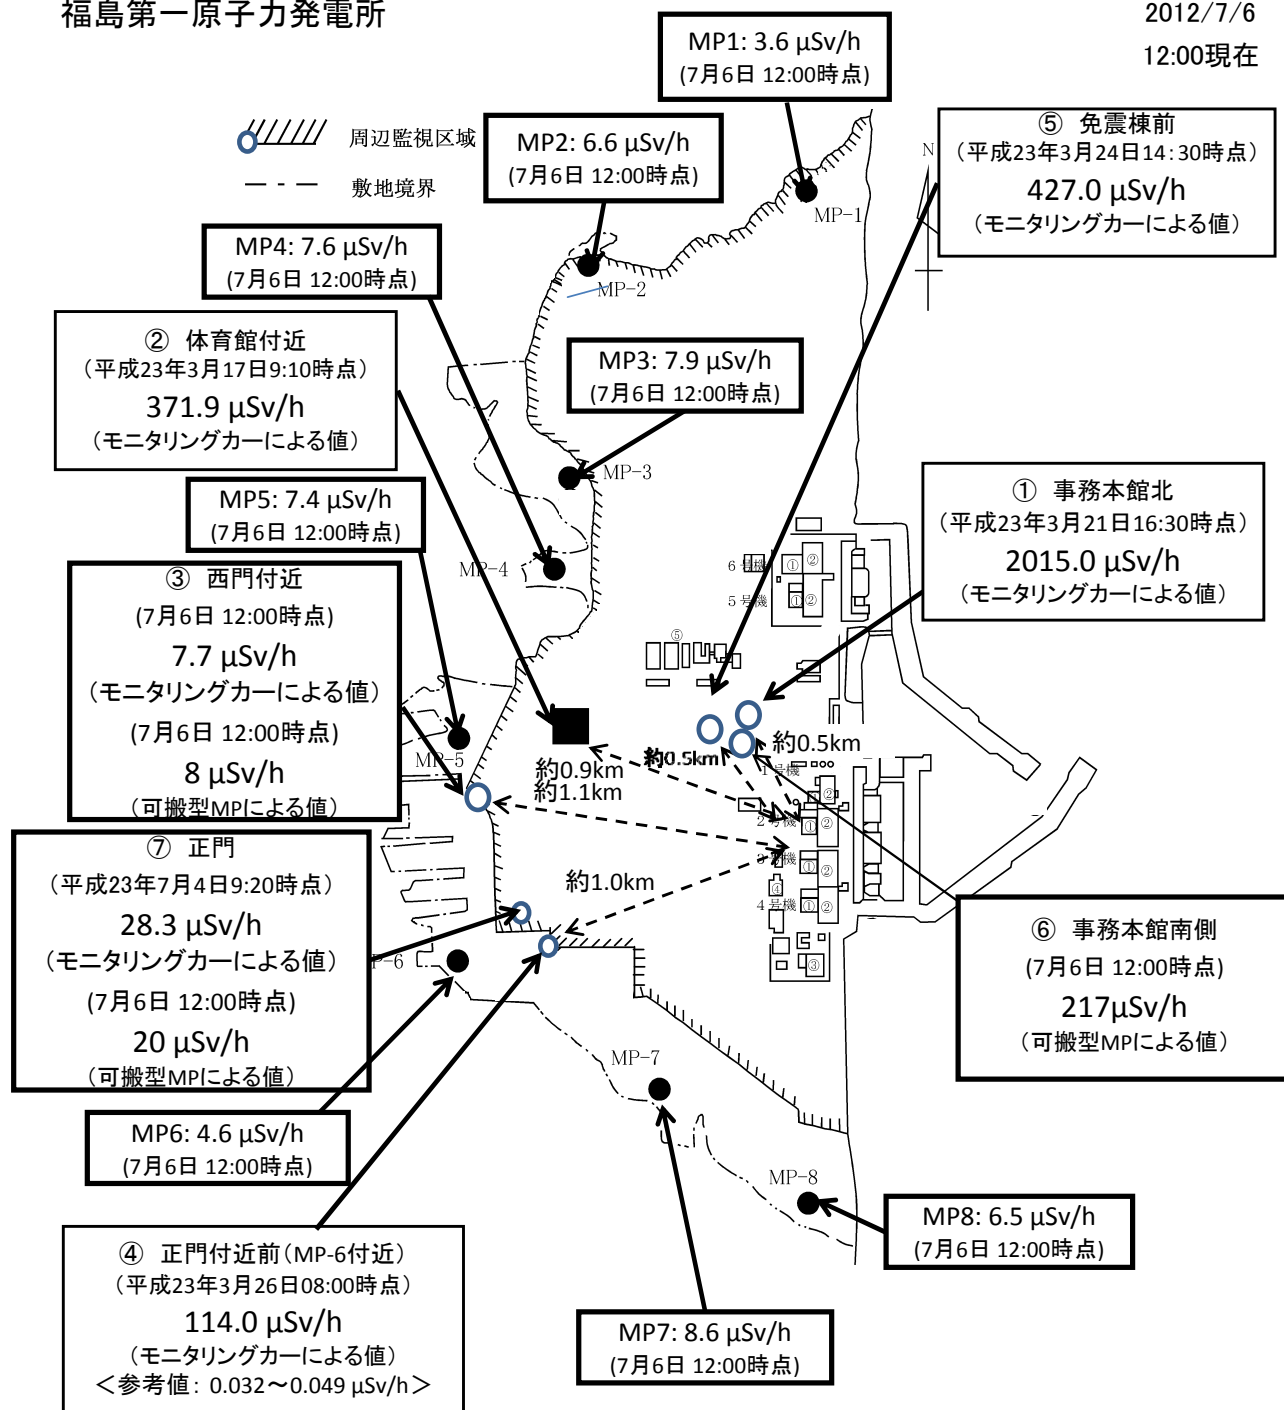 福島第一原子力発電所
2012/7/6
12:00現在
MP1: 3.6 μSv/h
(7月6日 12:00時点)
周辺監視区域
敷地境界
MP2: 6.6 μSv/h
(7月6日 12:00時点)
⑤ 免震棟前
(平成23年3月24日14:30時点)
427.0 μSv/h
(モニタリングカーによる値)
N
MP-1
MP4: 7.6 μSv/h
(7月6日 12:00時点)
MP-2
② 体育館付近
(平成23年3月17日9:10時点)
371.9 μSv/h
(モニタリングカーによる値)
MP3: 7.9 μSv/h
(7月6日 12:00時点)
MP-3
MP5: 7.4 μSv/h
(7月6日 12:00時点)
① 事務本館北
(平成23年3月21日16:30時点)
2015.0 μSv/h
(モニタリングカーによる値)
MP-4
6号機
① ②
5号機
① ②
③ 西門付近
(7月6日 12:00時点)
7.7 μSv/h
(モニタリングカーによる値)
(7月6日 12:00時点)
8 μSv/h
(可搬型MPによる値)
⑤
MP-5
約0.9km
約1.1km
約0.5km
約0.5km
1号機
① ②
2号機
① ②
3号機
① ②
④
4号機
① ②
③
約1.0km
⑦ 正門
(平成23年7月4日9:20時点)
28.3 μSv/h
(モニタリングカーによる値)
(7月6日 12:00時点)
20 μSv/h
(可搬型MPによる値)
P-6
⑥ 事務本館南側
(7月6日 12:00時点)
217μSv/h
(可搬型MPによる値)
MP-7
MP6: 4.6 μSv/h
(7月6日 12:00時点)
MP-8
MP8: 6.5 μSv/h
(7月6日 12:00時点)
④ 正門付近前(MP-6付近)
(平成23年3月26日08:00時点)
114.0 μSv/h
(モニタリングカーによる値)
<参考値: 0.032～0.049 μSv/h>
MP7: 8.6 μSv/h
(7月6日 12:00時点)